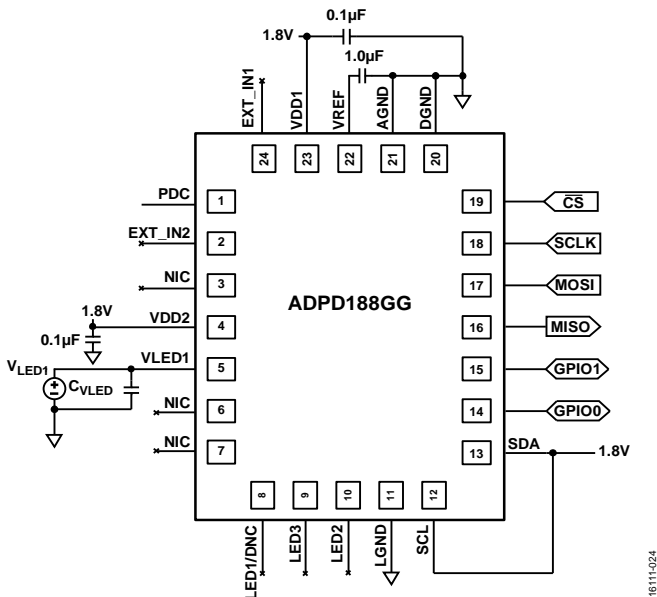 0.1µF
1.8V
1.0µF
EXT_IN1
VDD1
VREF
AGND
DGND
24
23
22
21
20
PDC
1
19
CS
EXT_IN2
2
18
SCLK
NIC
3
17
MOSI
ADPD188GG
1.8V
VDD2
4
16
MISO
0.1µF
VLED1
VLED1
5
15
GPIO1
CVLED
NIC
6
14
GPIO0
NIC
7
13
SDA
1.8V
8
9
10
11
12
LED1/DNC
LED3
LED2
LGND
SCL
16111-024